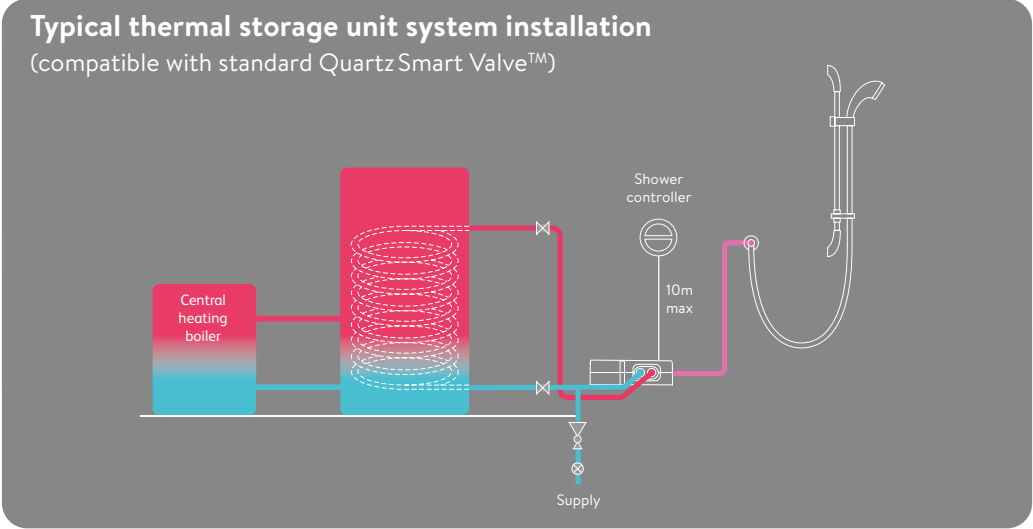 Typical thermal storage unit system installation
(compatible with standard Quartz Smart Valve™)
Shower
controller
Central
heating
boiler
10m
max
Supply